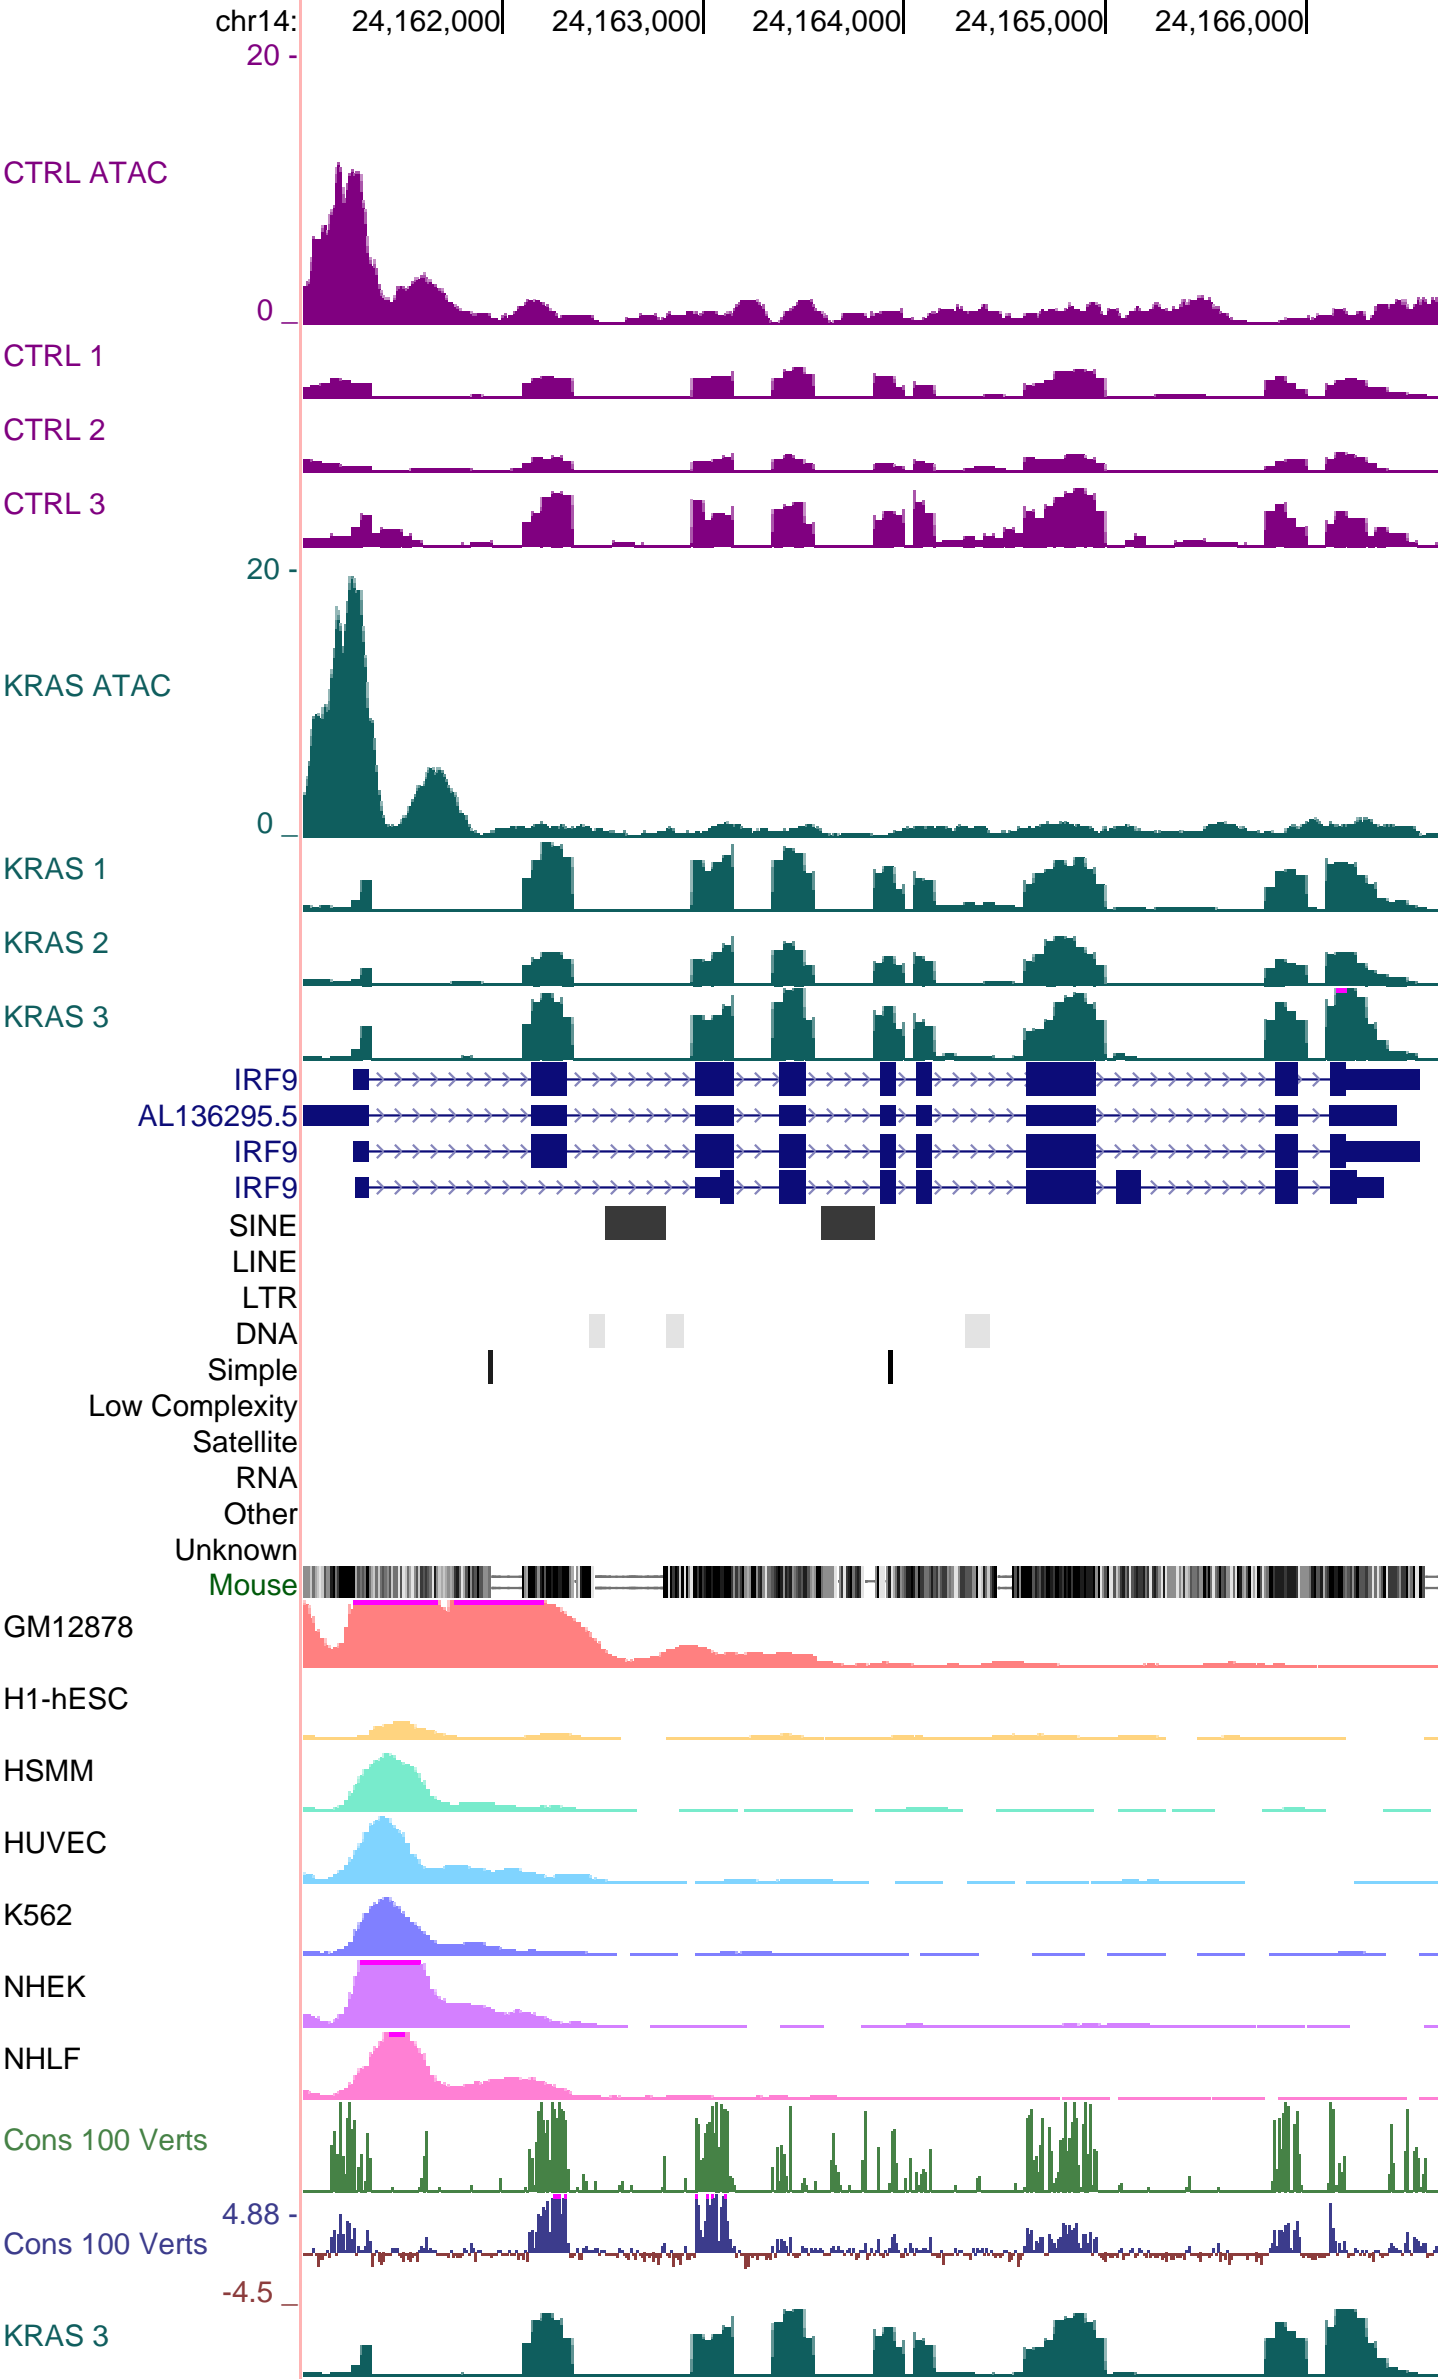 chr14: 24,162,000 24,163,000 24,164,000 24,165,000 24,166,000
20 -
CTRL ATAC
0 _
CTRL 1
CTRL 2
CTRL 3
20 -
KRAS ATAC
0 _
KRAS 1
KRAS 2
KRAS 3
IRF9
AL136295.5
IRF9
IRF9
SINE
LINE
LTR
DNA
Simple
Low Complexity
Satellite
RNA
Other
Unknown
Mouse
GM12878
H1-hESC
HSMM
HUVEC
K562
NHEK
NHLF
Cons 100 Verts
4.88 -
Cons 100 Verts
-4.5 _
KRAS 3